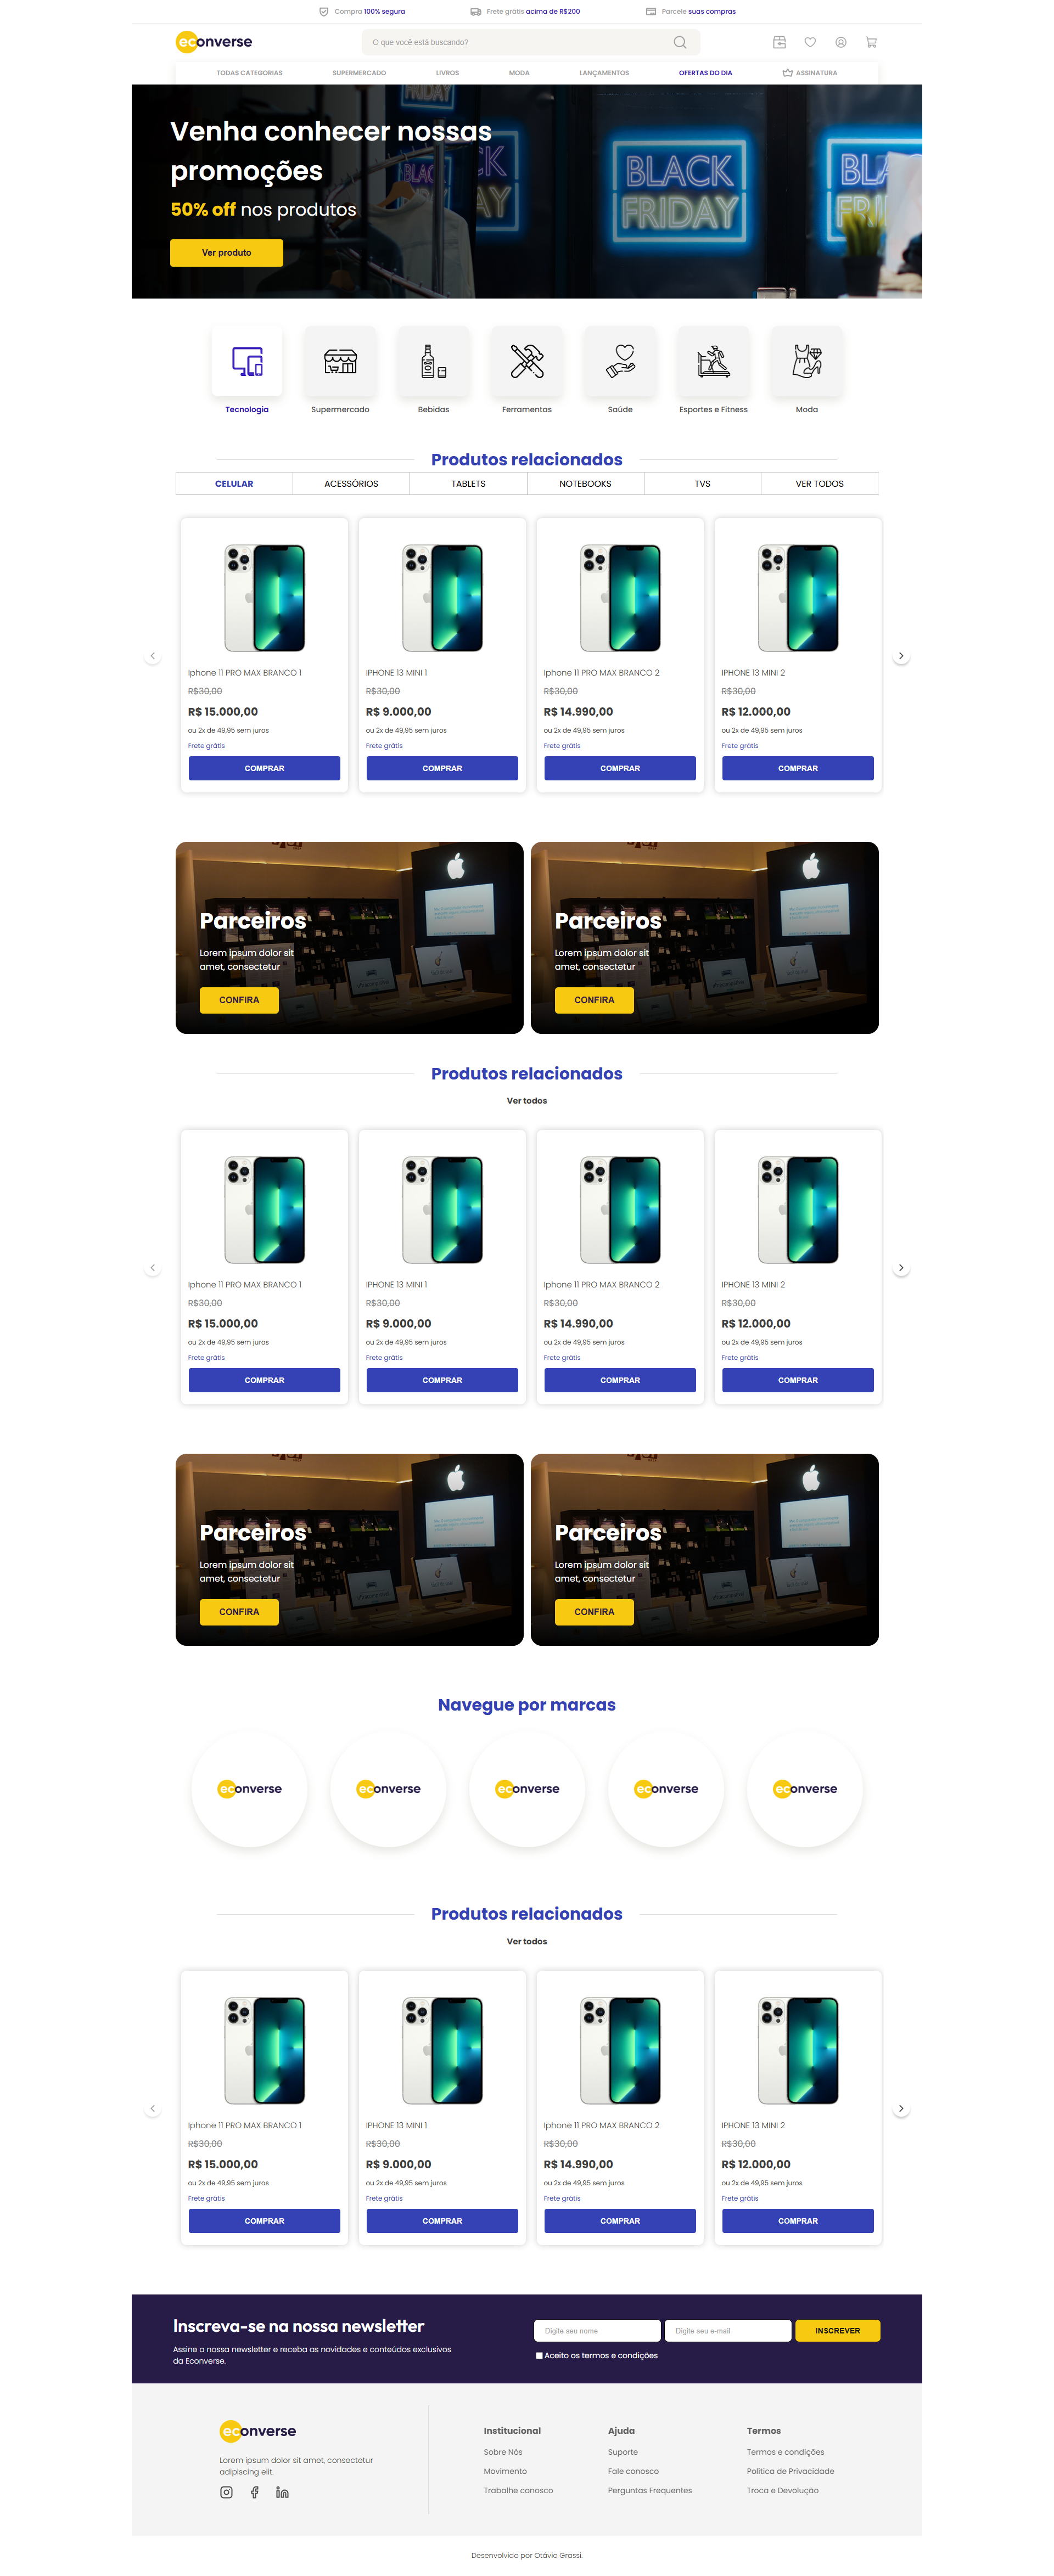 Compra 100% segura
Frete grátis acima de R$200
Parcele suas compras
econverse
O que você está buscando?
TODAS CATEGORIAS
SUPERMERCADO
LIVROS
MODA
LANÇAMENTOS
OFERTAS DO DIA
ASSINATURA
Venha conhecer nossas
promoções
50% off nos produtos
Ver produto
BLACK
FRIDAY
Tecnologia
Supermercado
Bebidas
Ferramentas
Saúde
Esportes e Fitness
Moda
Produtos relacionados
CELULAR
ACESSÓRIOS
TABLETS
NOTEBOOKS
TVS
VER TODOS
Iphone 11 PRO MAX BRANCO 1
R$30,00
R$ 15.000,00
ou 2x de 49,95 sem juros
Frete grátis
COMPRAR
IPHONE 13 MINI 1
R$30,00
R$ 9.000,00
ou 2x de 49,95 sem juros
Frete grátis
COMPRAR
Iphone 11 PRO MAX BRANCO 2
R$30,00
R$ 14.990,00
ou 2x de 49,95 sem juros
Frete grátis
COMPRAR
IPHONE 13 MINI 2
R$30,00
R$ 12.000,00
ou 2x de 49,95 sem juros
Frete grátis
COMPRAR
Parceiros
Lorem ipsum dolor sit
amet, consectetur
CONFIRA
Parceiros
Lorem ipsum dolor sit
amet, consectetur
CONFIRA
Produtos relacionados
Ver todos
Iphone 11 PRO MAX BRANCO 1
R$30,00
R$ 15.000,00
ou 2x de 49,95 sem juros
Frete grátis
COMPRAR
IPHONE 13 MINI 1
R$30,00
R$ 9.000,00
ou 2x de 49,95 sem juros
Frete grátis
COMPRAR
Iphone 11 PRO MAX BRANCO 2
R$30,00
R$ 14.990,00
ou 2x de 49,95 sem juros
Frete grátis
COMPRAR
IPHONE 13 MINI 2
R$30,00
R$ 12.000,00
ou 2x de 49,95 sem juros
Frete grátis
COMPRAR
Parceiros
Lorem ipsum dolor sit
amet, consectetur
CONFIRA
Parceiros
Lorem ipsum dolor sit
amet, consectetur
CONFIRA
Navegue por marcas
econverse
econverse
econverse
econverse
econverse
Produtos relacionados
Ver todos
Iphone 11 PRO MAX BRANCO 1
R$30,00
R$ 15.000,00
ou 2x de 49,95 sem juros
Frete grátis
COMPRAR
IPHONE 13 MINI 1
R$30,00
R$ 9.000,00
ou 2x de 49,95 sem juros
Frete grátis
COMPRAR
Iphone 11 PRO MAX BRANCO 2
R$30,00
R$ 14.990,00
ou 2x de 49,95 sem juros
Frete grátis
COMPRAR
IPHONE 13 MINI 2
R$30,00
R$ 12.000,00
ou 2x de 49,95 sem juros
Frete grátis
COMPRAR
Inscreva-se na nossa newsletter
Assine a nossa newsletter e receba as novidades e conteúdos exclusivos
da Econverse.
Digite seu nome
Digite seu e-mail
INSCREVER
Aceito os termos e condições
econverse
Lorem ipsum dolor sit amet, consectetur
adipiscing elit.
Institucional
Sobre Nós
Movimento
Trabalhe conosco
Ajuda
Suporte
Fale conosco
Perguntas Frequentes
Termos
Termos e condições
Politica de Privacidade
Troca e Devolução
Desenvolvido por Otávio Grassi.